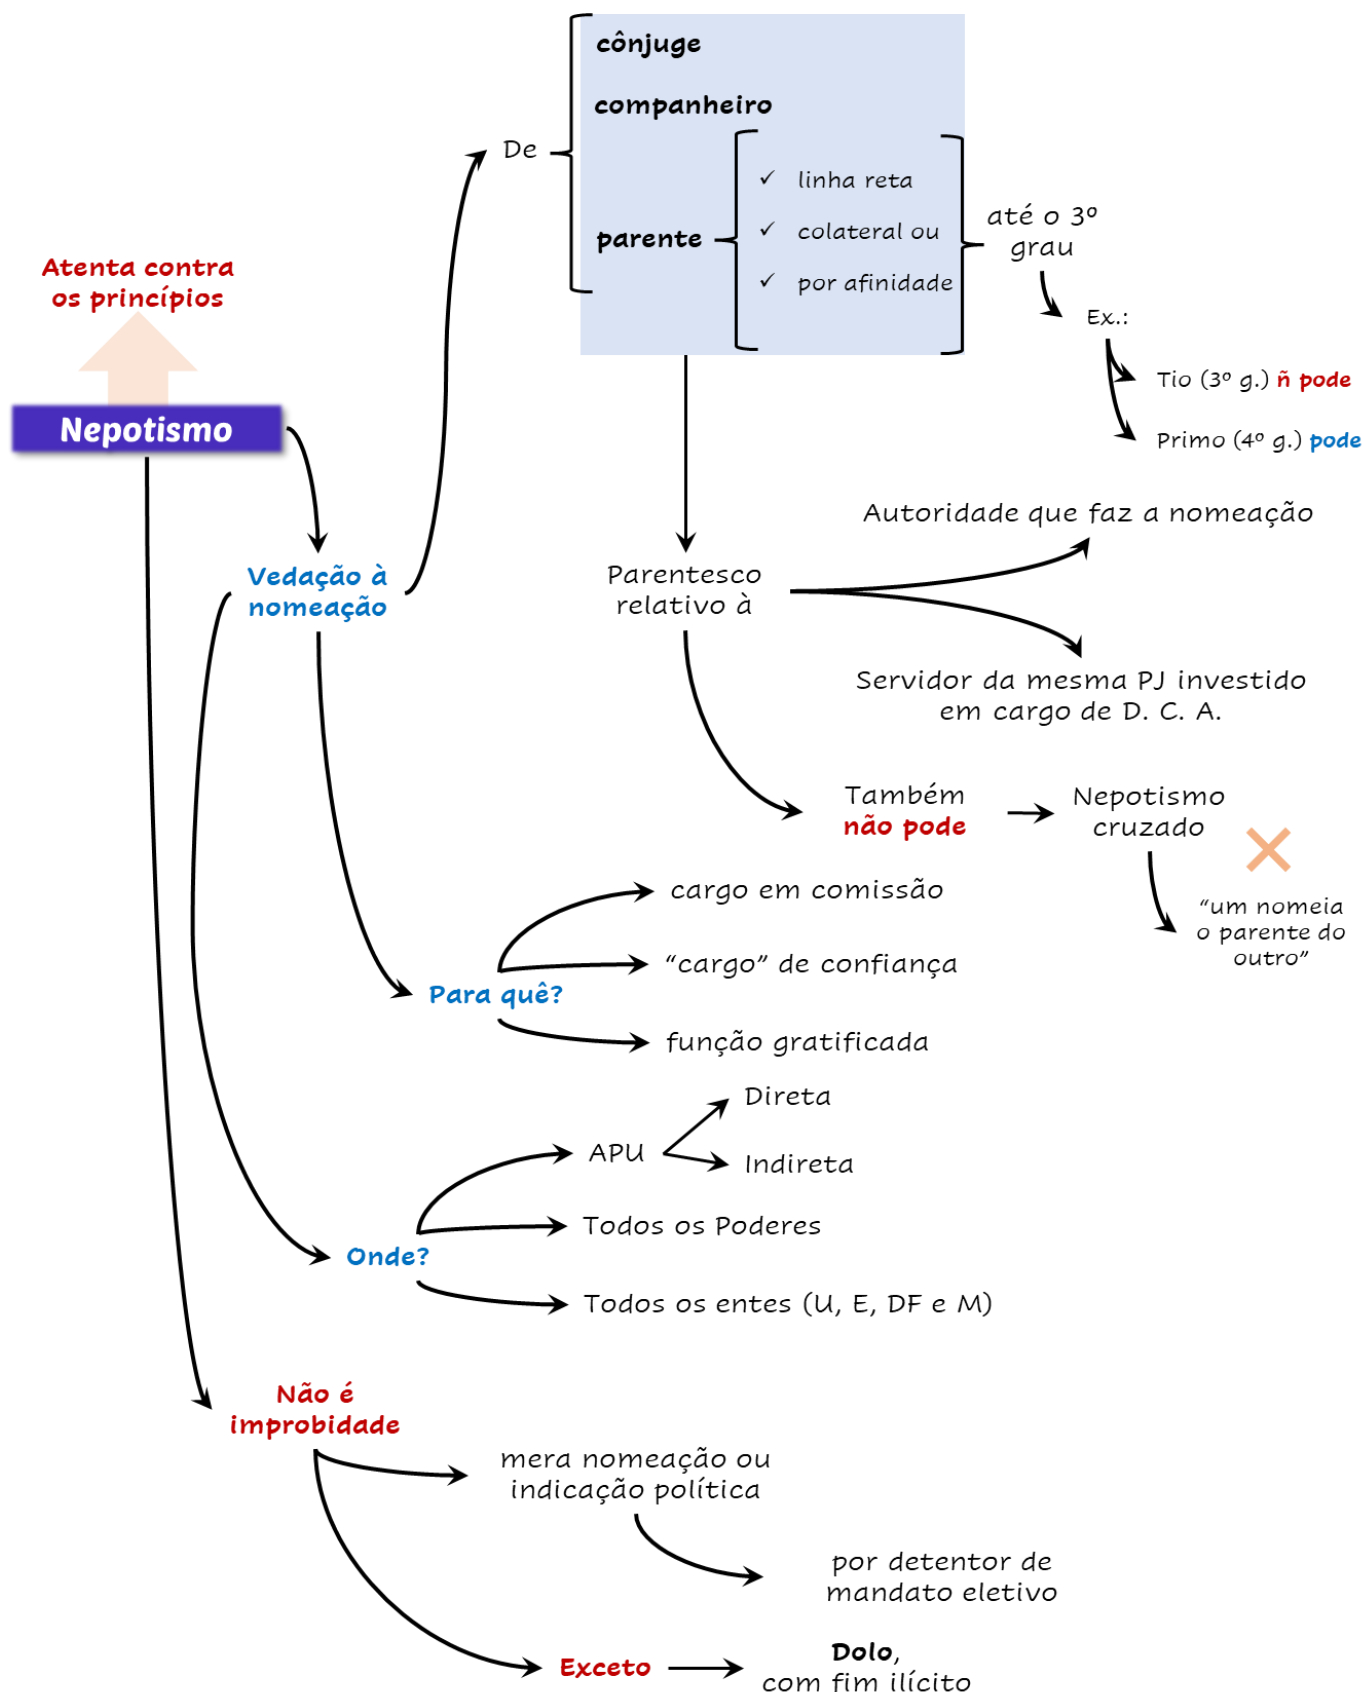 Atenta contra
os princípios
Nepotismo
Vedação à
nomeação
De
cônjuge
companheiro
parente
✓ linha reta
✓ colateral ou
✓ por afinidade
até o 3º
grau
Ex.:
Tio (3º g.) ñ pode
Primo (4º g.) pode
Parentesco
relativo à
Autoridade que faz a nomeação
Servidor da mesma PJ investido
em cargo de D. C. A.
Também
não pode
Nepotismo
cruzado
“um nomeia
o parente do
outro”
Para quê?
cargo em comissão
“cargo” de confiança
função gratificada
Onde?
APU
Direta
Indireta
Todos os Poderes
Todos os entes (U, E, DF e M)
Não é
improbidade
mera nomeação ou
indicação política
por detentor de
mandato eletivo
Exceto
Dolo,
com fim ilícito